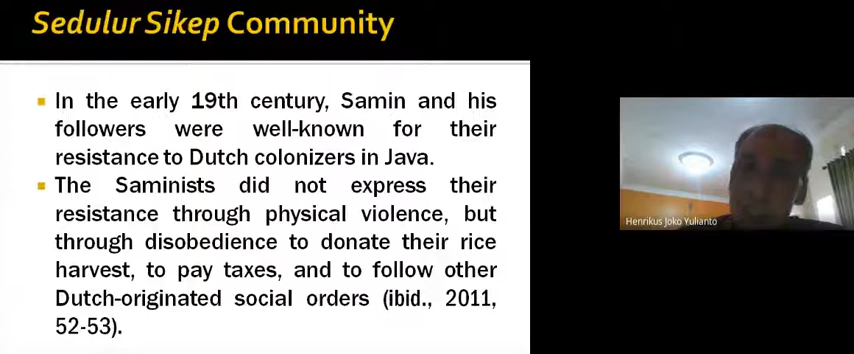 Sedulur Sikep Community
In the early 19th century, Samin and his
followers were well-known for their
resistance to Dutch colonizers in Java.
The Saminists did not express their
resistance through physical violence, but
through disobedience to donate their rice
harvest, to pay taxes, and to follow other
Dutch-originated social orders (ibid., 2011,
52-53).
Henrikus Joko Yulianto